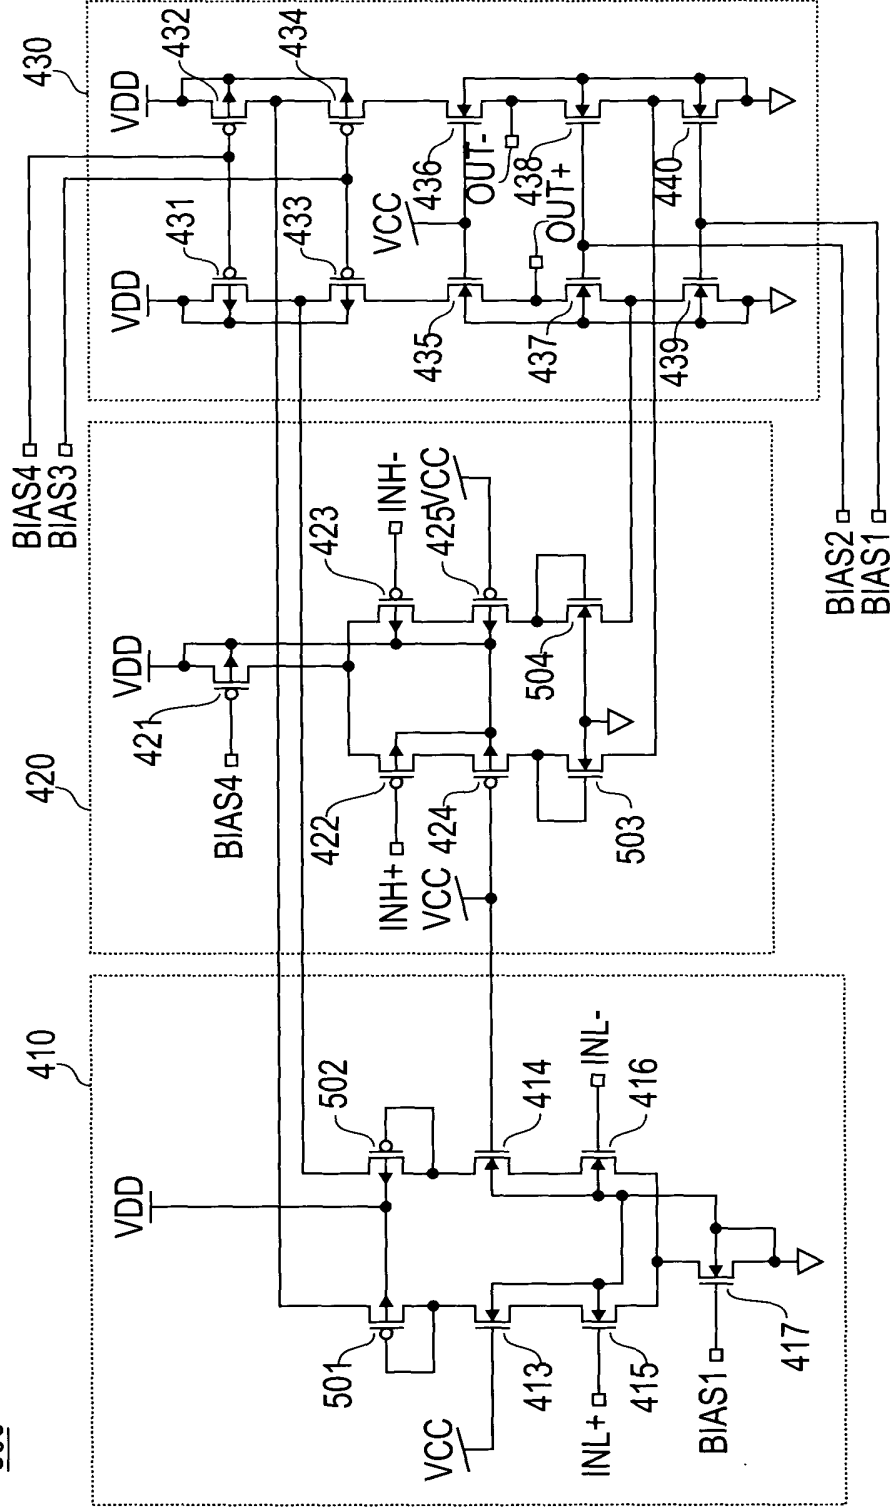 410
VDD
501
502
VCC
413
414
INL+
415
416
INL-
BIAS1
417
420
VDD
421
BIAS4
422
423
INH+
INH-
VCC
424
425
VCC
503
504
430
BIAS4
BIAS3
VDD
VDD
431
432
433
434
VCC
435
436
OUT-
OUT+
437
438
439
440
BIAS2
BIAS1